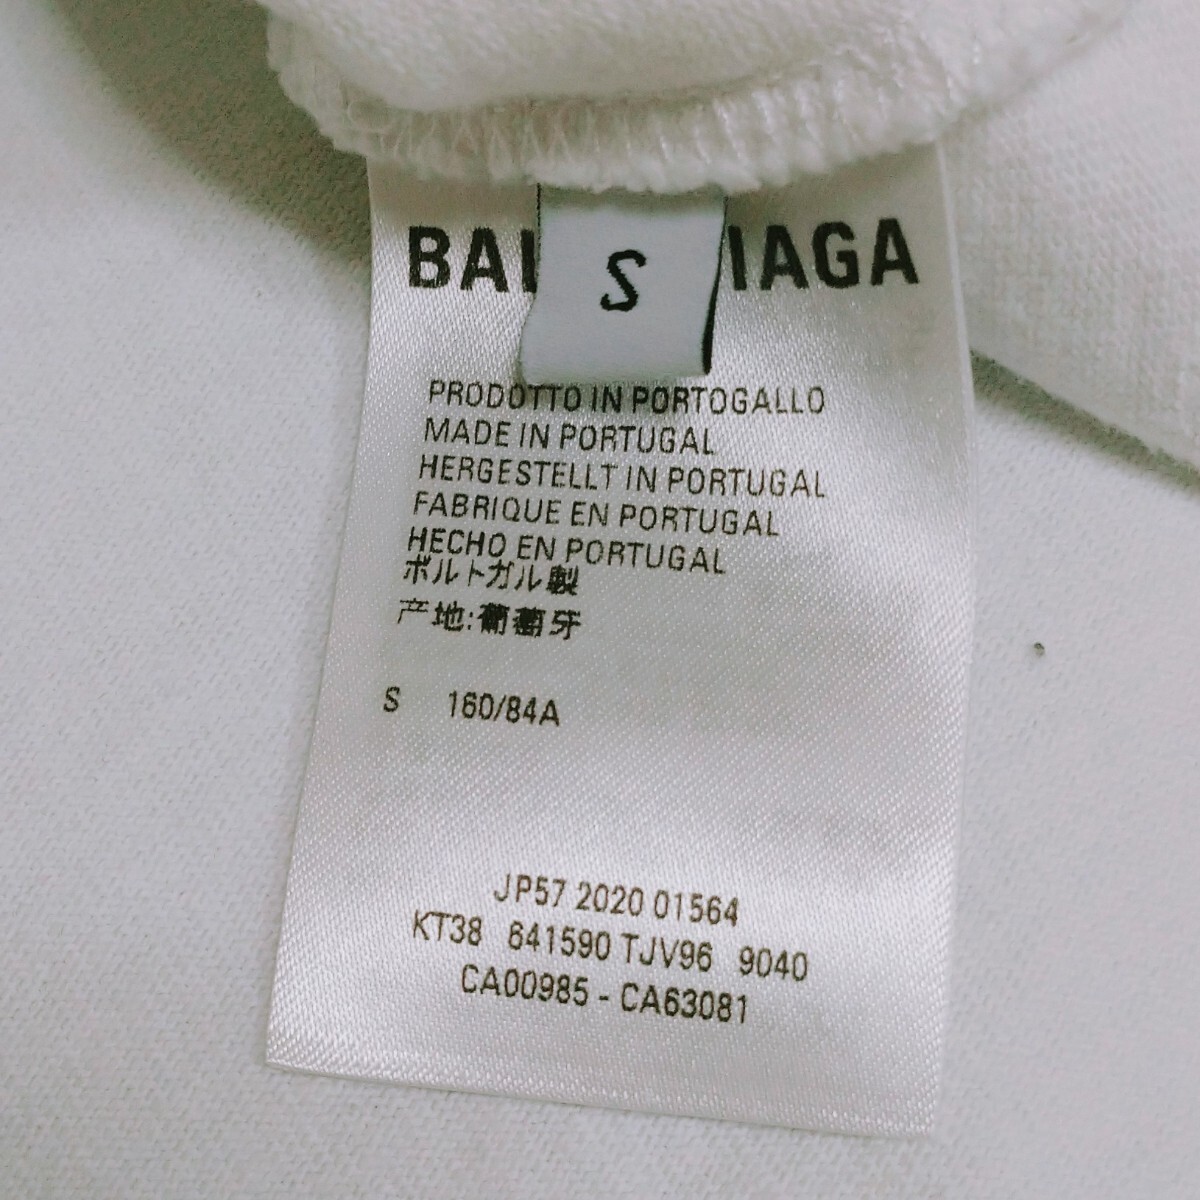 BAL IAGA
S
PRODOTTO IN PORTOGALLO
MADE IN PORTUGAL
HERGESTELLT IN PORTUGAL
FABRIQUE EN PORTUGAL
HECHO EN PORTUGAL
ポルトガル製
产地:葡萄牙
S 160/84A
JP57 2020 01564
KT38 641590 TJV96 9040
CA00985 - CA63081